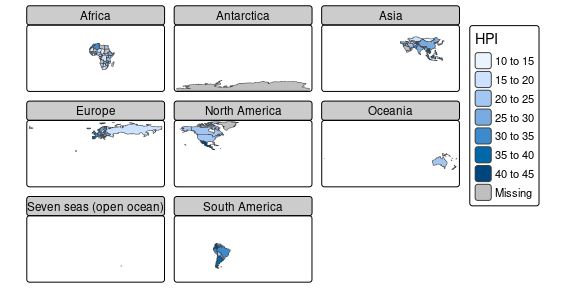 Africa
Antarctica
Asia
Europe
North America
Oceania
Seven seas (open ocean)
South America
HPI
10 to 15
15 to 20
20 to 25
25 to 30
30 to 35
35 to 40
40 to 45
Missing